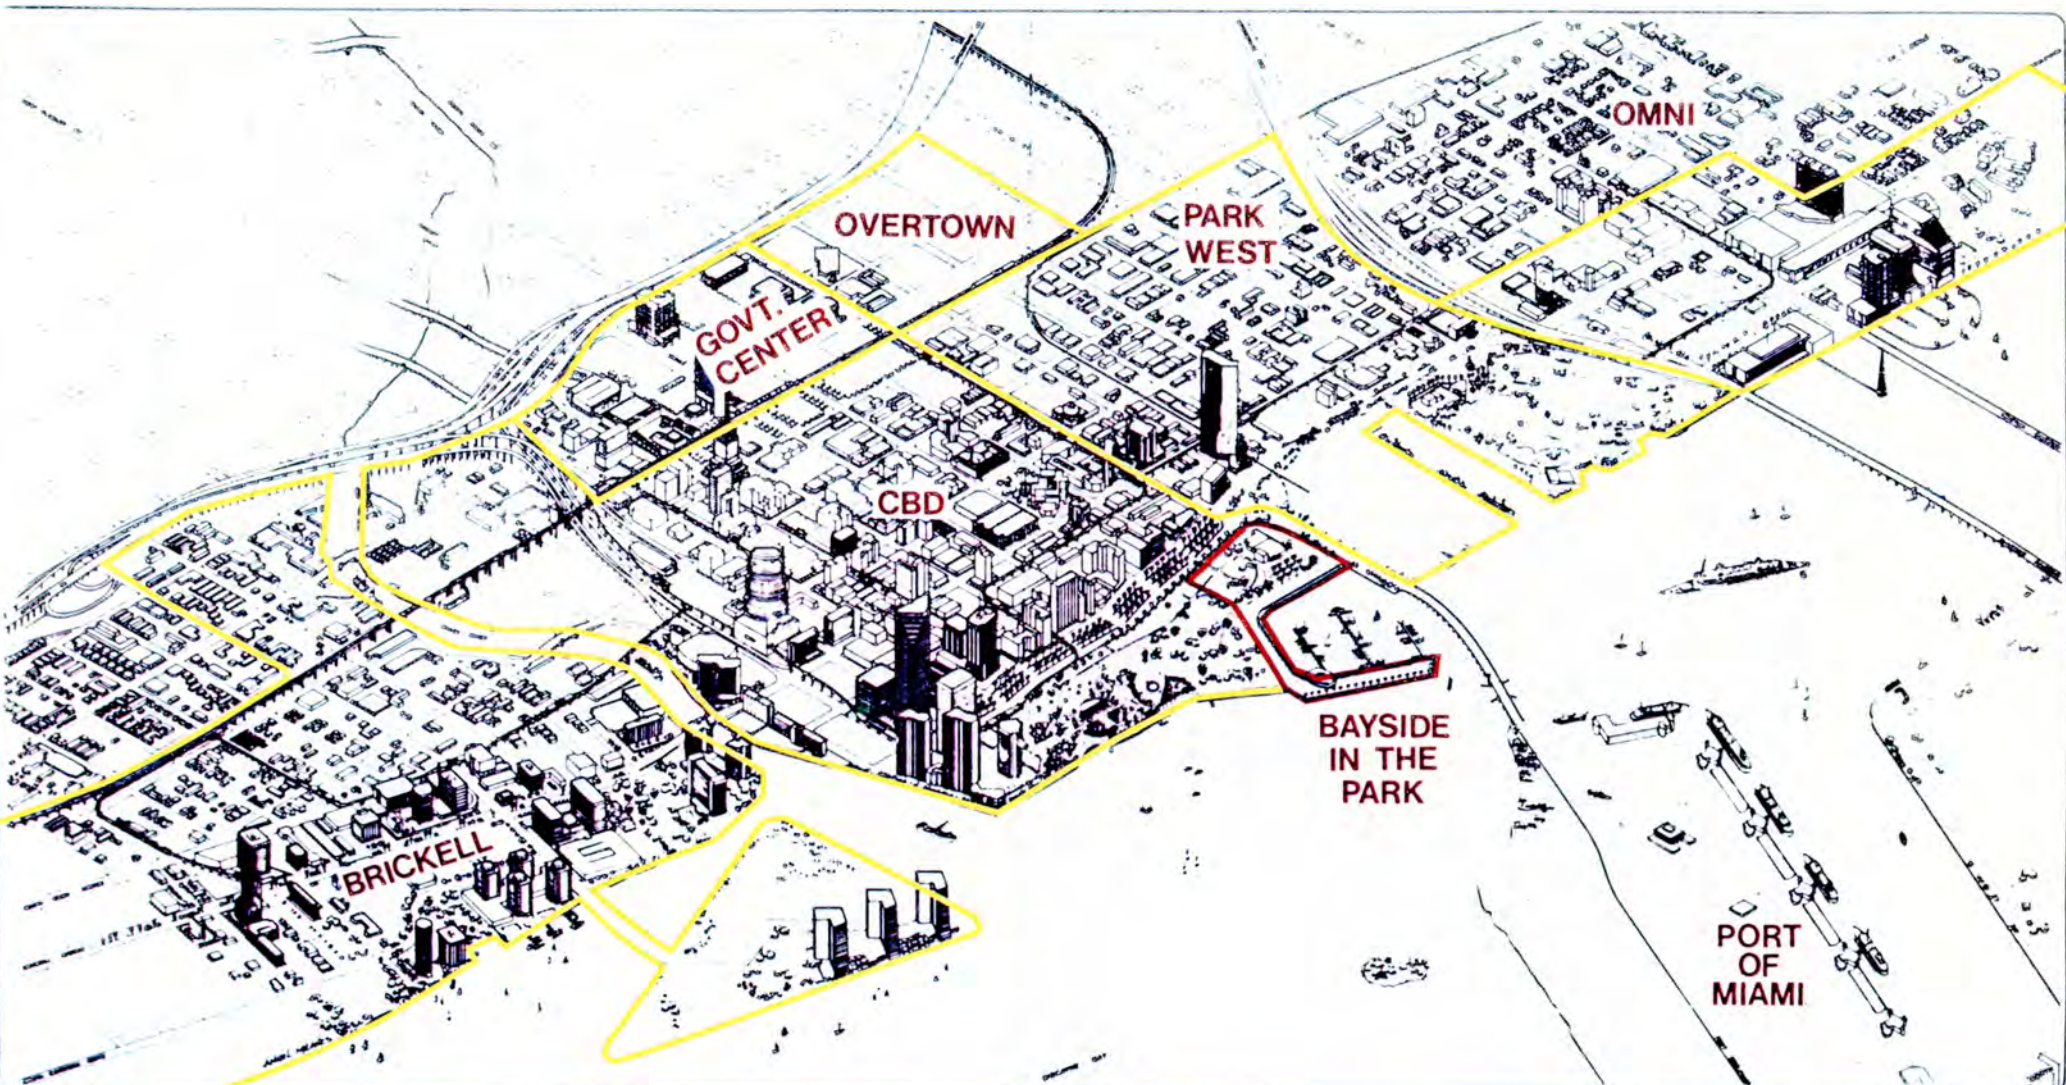 OMNI
OVERTOWN
PARK
WEST
GOVT.
CENTER
CBD
BAYSIDE
IN THE
PARK
BRICKELL
PORT
OF
MIAMI